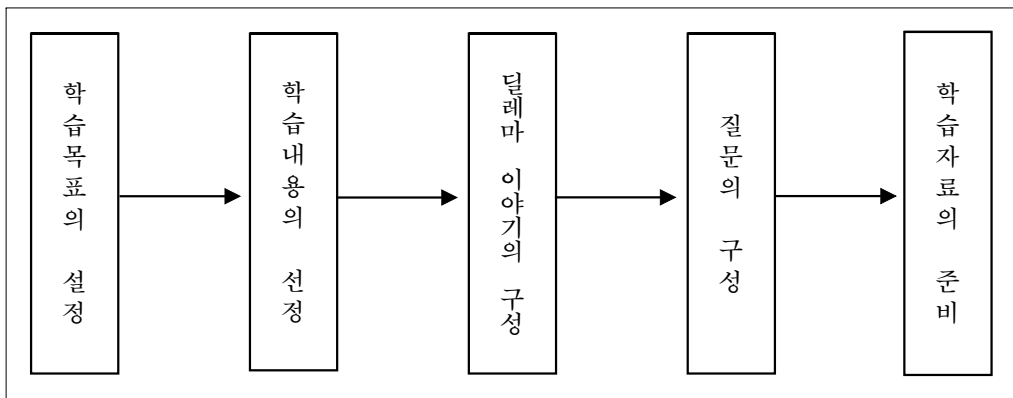 학습목표의 설정
학습내용의 선정
딜레마 이야기의 구성
질문의 구성
학습자료의 준비